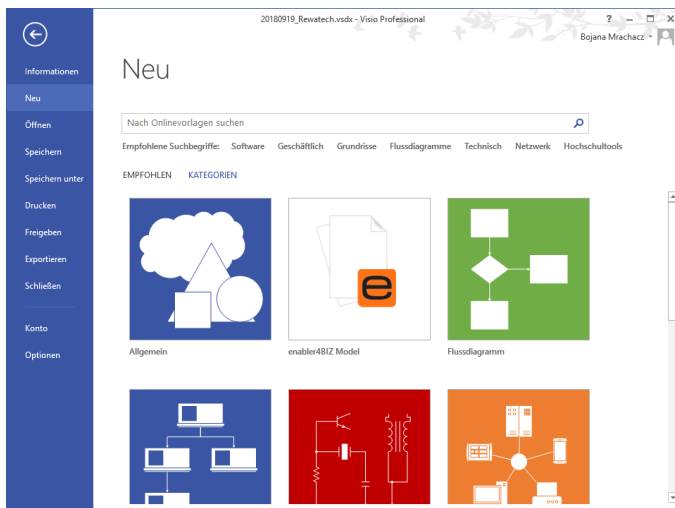 20180919_Rewatech.vsdx - Visio Professional
?
Bojana Mrachacz
Informationen
Neu
Öffnen
Speichern
Speichern unter
Drucken
Freigeben
Exportieren
Schließen
Konto
Optionen
Neu
Nach Onlinevorlagen suchen
Empfohlene Suchbegriffe: Software Geschäftlich Grundrisse Flussdiagramme Technisch Netzwerk Hochschultools
EMPFOHLEN KATEGORIEN
e
Allgemein enabler4BIZ Model Flussdiagramm